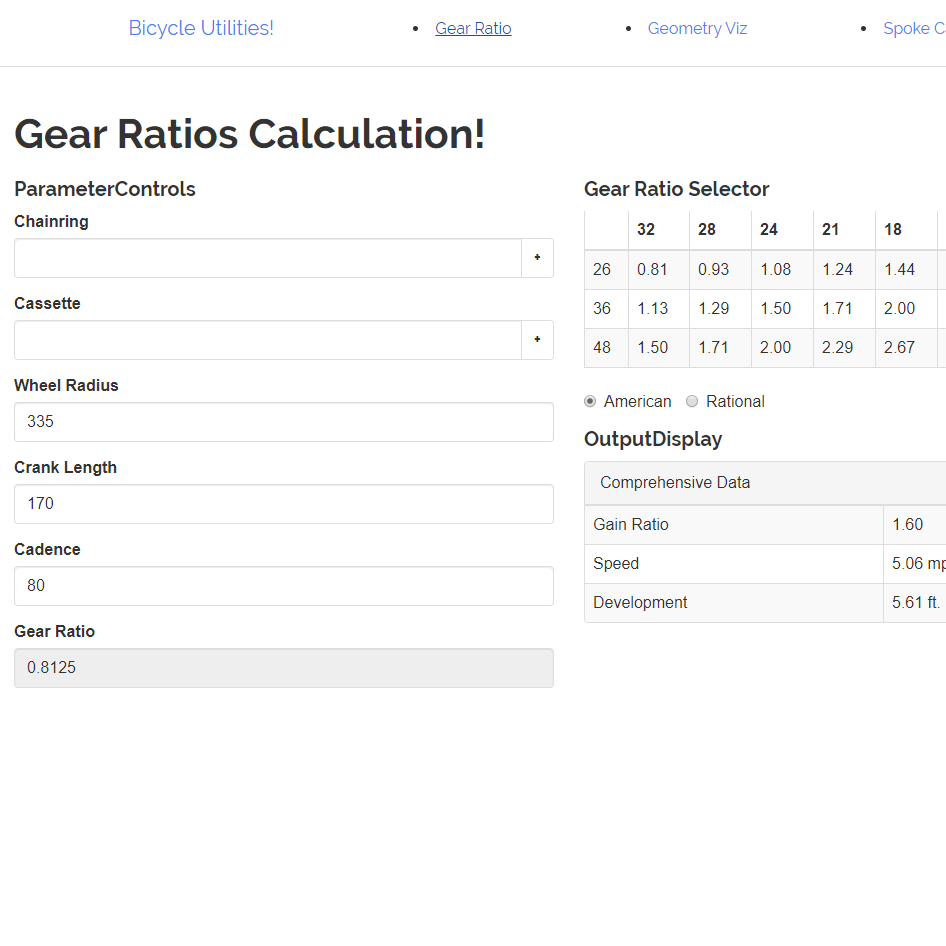 Bicycle Utilities!
Gear Ratio
Geometry Viz
Spoke C
Gear Ratios Calculation!
ParameterControls
Chainring
+
Cassette
+
Wheel Radius
335
Crank Length
170
Cadence
80
Gear Ratio
0.8125
Gear Ratio Selector
32 28 24 21 18
26 0.81 0.93 1.08 1.24 1.44
36 1.13 1.29 1.50 1.71 2.00
48 1.50 1.71 2.00 2.29 2.67
American Rational
OutputDisplay
Comprehensive Data
Gain Ratio 1.60
Speed 5.06 mp
Development 5.61 ft.